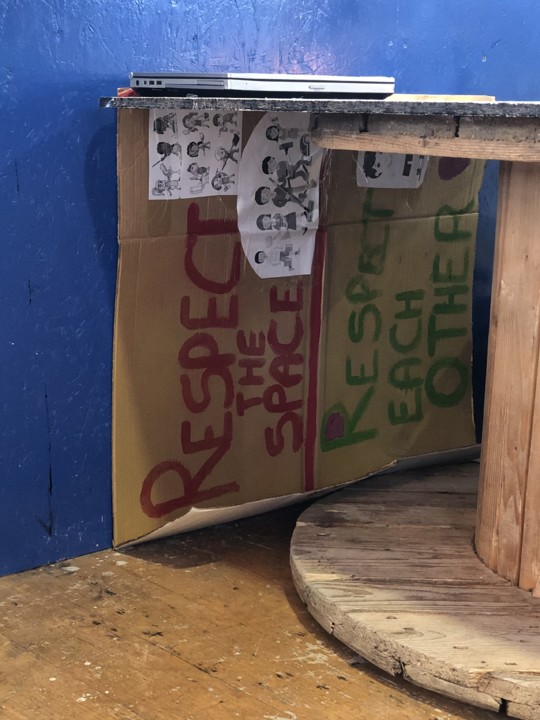 RESPECT
THE
SPACE
RESPECT
EACH
OTHER